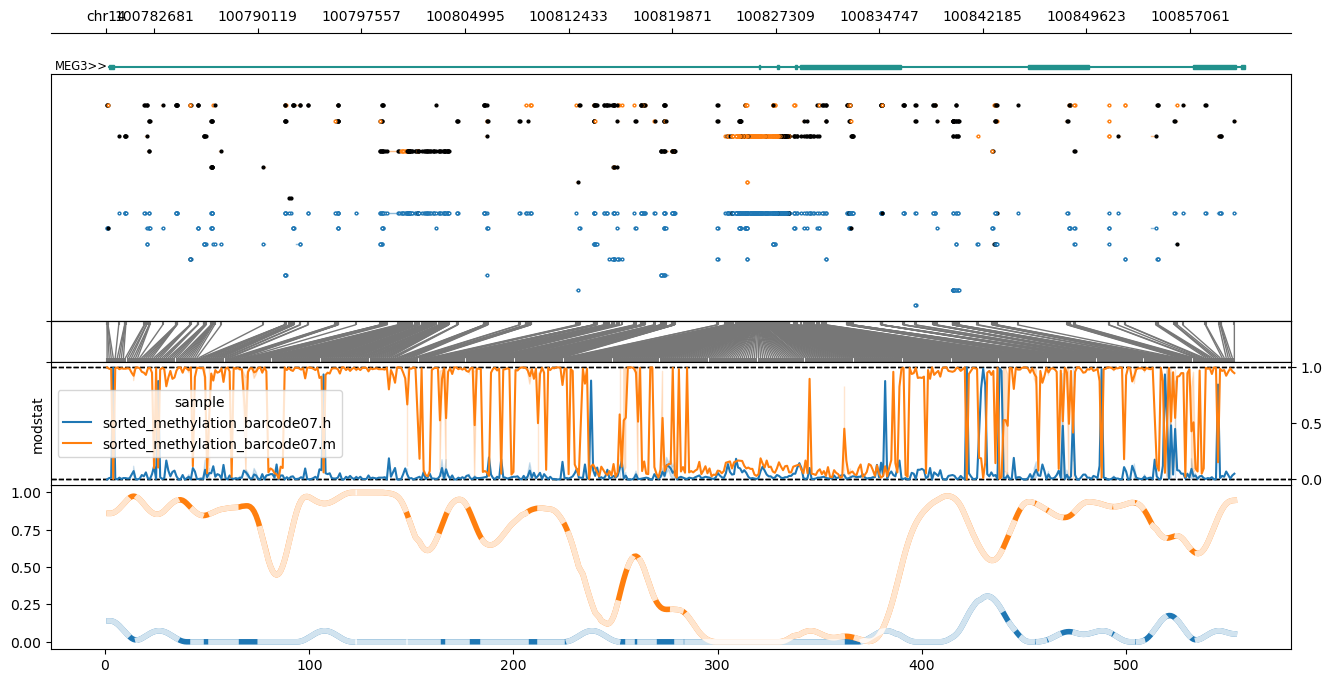 chr14 100782681 100790119 100797557 100804995 100812433 100819871 100827309 100834747 100842185 100849623 100857061
MEG3>>
modstat
sample
sorted_methylation_barcode07.h
sorted_methylation_barcode07.m
1.0
0.5
0.0
1.00
0.75
0.50
0.25
0.00
0 100 200 300 400 500